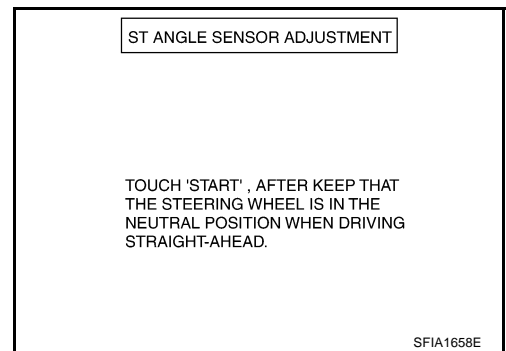 ST ANGLE SENSOR ADJUSTMENT
TOUCH 'START' , AFTER KEEP THAT
THE STEERING WHEEL IS IN THE
NEUTRAL POSITION WHEN DRIVING
STRAIGHT-AHEAD.
SFIA1658E